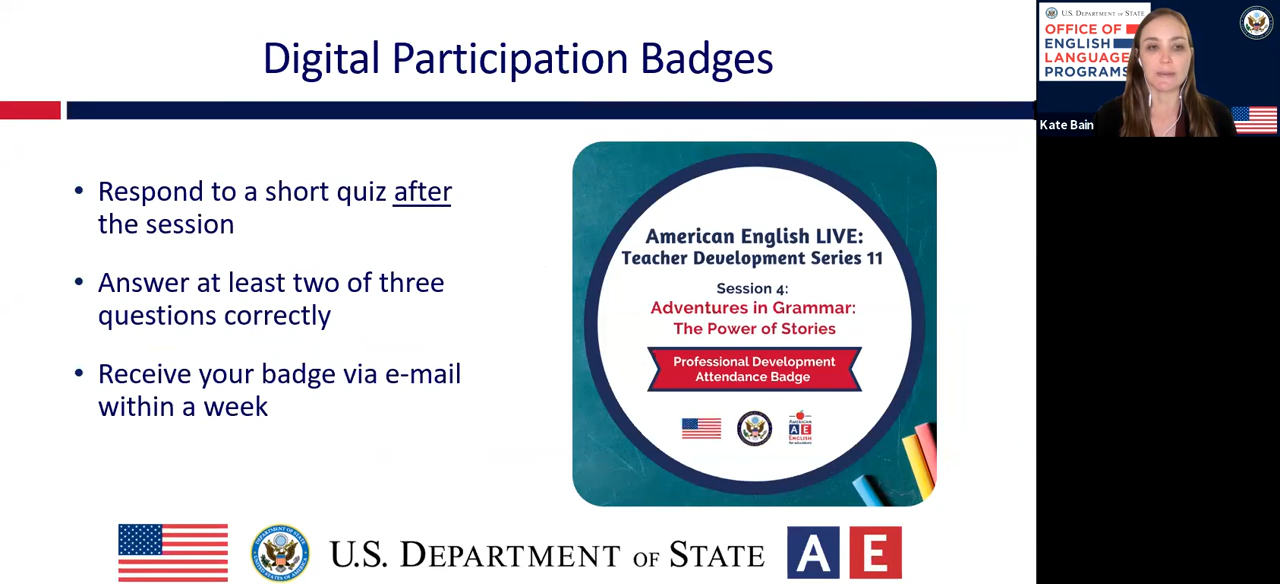 Digital Participation Badges
• Respond to a short quiz after
the session
• Answer at least two of three
questions correctly
• Receive your badge via e-mail
within a week
American English LIVE:
Teacher Development Series 11
Session 4:
Adventures in Grammar:
The Power of Stories
Professional Development
Attendance Badge
American
AE
ENGLISH
U.S. DEPARTMENT OF STATE
A E
U.S. DEPARTMENT OF STATE
OFFICE OF
ENGLISH
LANGUAGE
PROGRAMS
Kate Bain